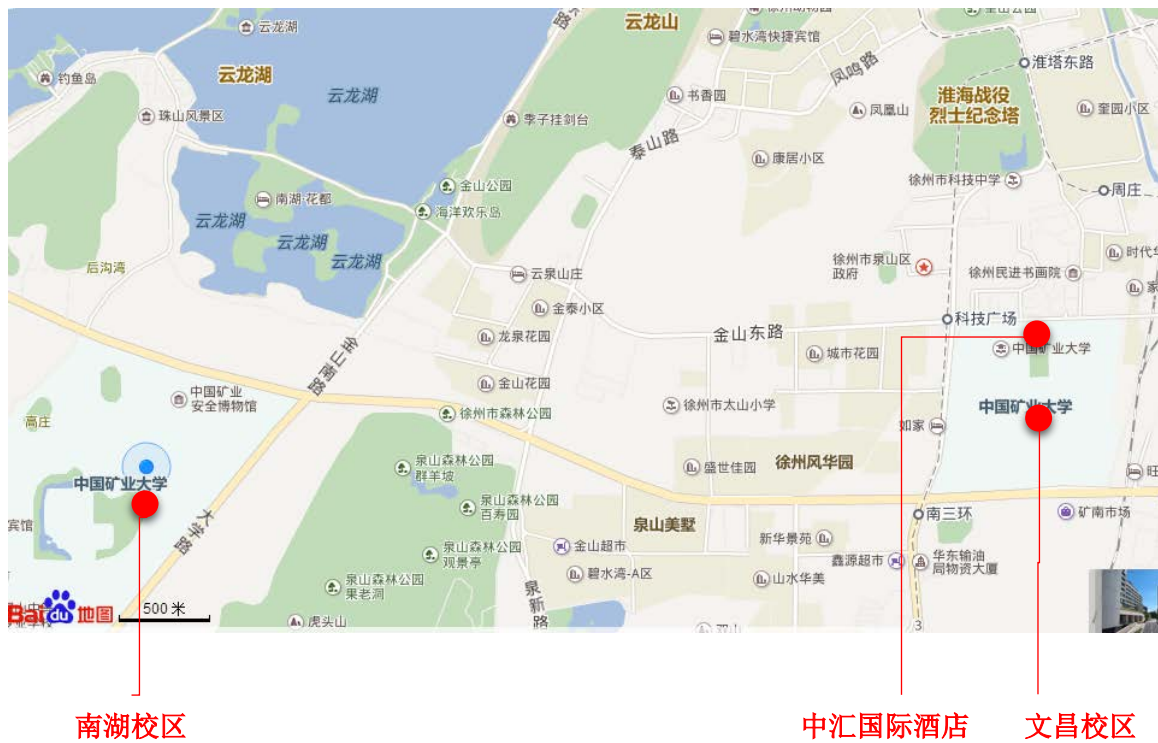 云龙湖
云龙山
碧水湾快捷宾馆
凤鸣路
淮塔东路
钓鱼岛
云龙湖
云龙湖
书香园
凤凰山
淮海战役
烈士纪念塔
奎园小区
珠山风景区
季子挂剑台
泰山路
康居小区
徐州市科技中学
周庄
南湖·花都
金山公园
海洋欢乐岛
云龙湖
云龙湖
云龙湖
后沟湾
云泉山庄
徐州市泉山区
政府
徐州民进书画院
金泰小区
科技广场
金山东路
龙泉花园
城市花园
中国矿业大学
金山南路
金山花园
中国矿业
安全博物馆
徐州市森林公园
徐州市太山小学
中国矿业大学
高庄
如家
泉山森林公园
群羊坡
盛世佳园
徐州风华园
中国矿业大学
泉山森林公园
百寿园
大学路
宾馆
泉山美墅
南三环
矿南市场
新华景苑
金山超市
泉山森林公园
观景亭
鑫源超市
华东输油
局物资大厦
碧水湾-A区
山水华美
泉山森林公园
果老洞
泉新路
Bai du 地图
500 米
虎头山
3
南湖校区
中汇国际酒店
文昌校区